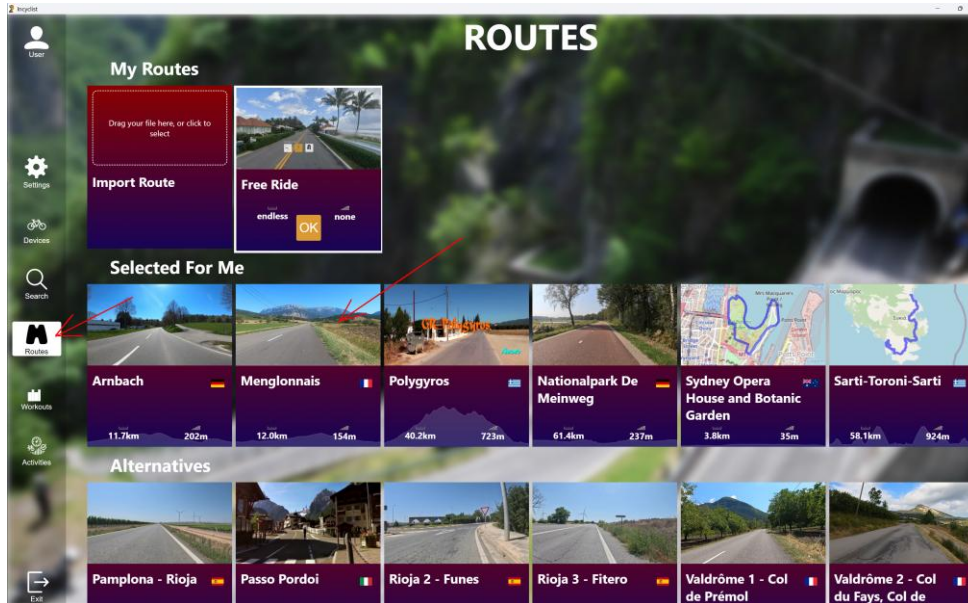 Incyclist
ROUTES
User
My Routes
Drag your file here, or click to
select
Import Route
Free Ride
endless
none
OK
Settings
Devices
Search
Routes
Workouts
Activities
Exit
Selected For Me
Arnbach
11.7km
202m
Menglonnais
12.0km
154m
Polygyros
40.2km
723m
Nationalpark De
Meinweg
61.4km
237m
Sydney Opera
House and Botanic
Garden
3.8km
35m
Sarti-Toroni-Sarti
58.1km
924m
Alternatives
Pamplona - Rioja
Passo Pordoi
Rioja 2 - Funes
Rioja 3 - Fitero
Valdrôme 1 - Col
de Prémol
Valdrôme 2 - Col
du Fays, Col de